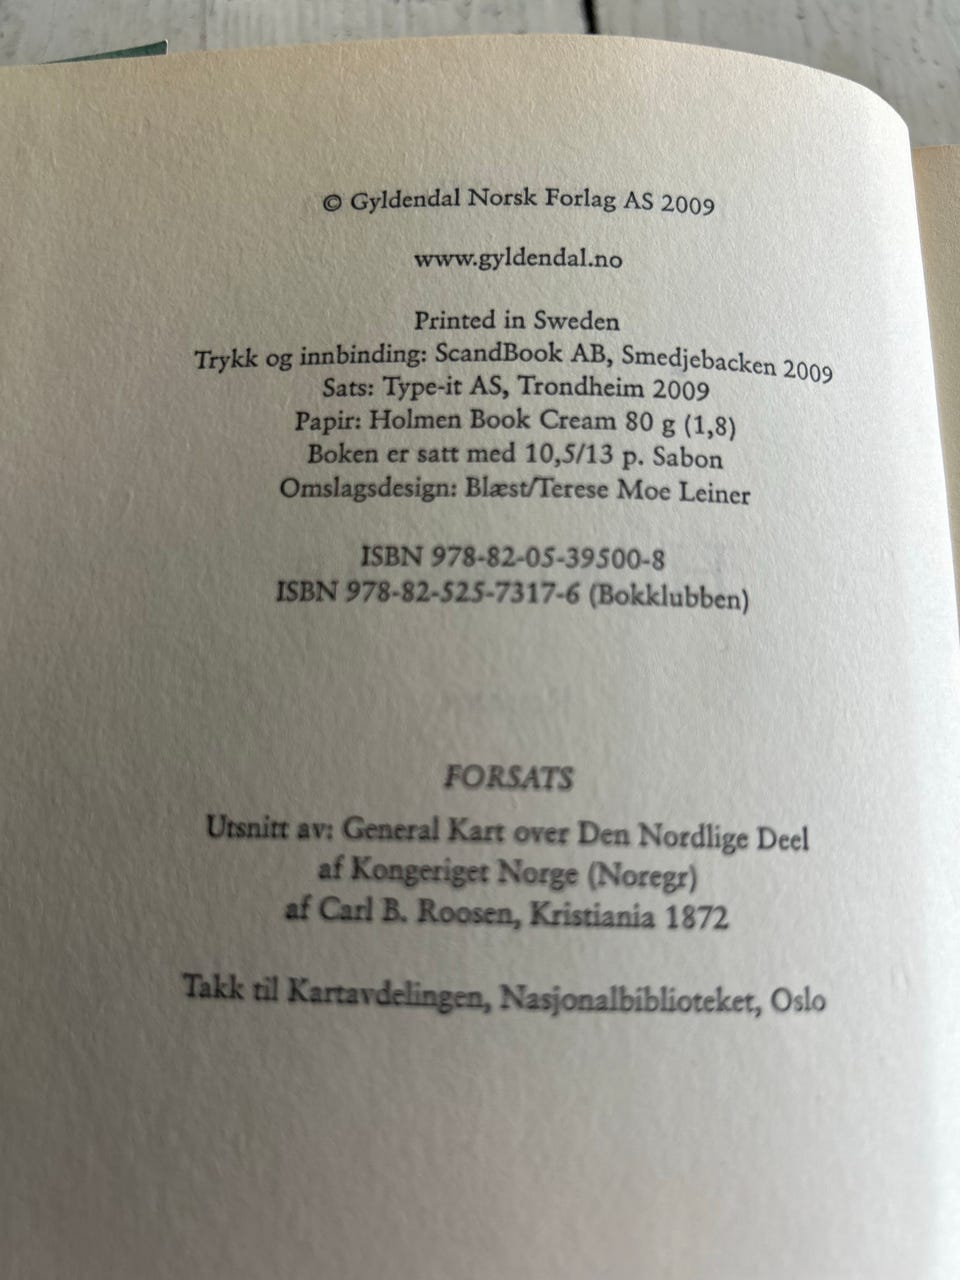 © Gyldendal Norsk Forlag AS 2009
www.gyldendal.no
Printed in Sweden
Trykk og innbinding: ScandBook AB, Smedjebacken 2009
Sats: Type-it AS, Trondheim 2009
Papir: Holmen Book Cream 80 g (1,8)
Boken er satt med 10,5/13 p. Sabon
Omslagsdesign: Blæst/Terese Moe Leiner
ISBN 978-82-05-39500-8
ISBN 978-82-525-7317-6 (Bokklubben)
FORSATS
Utsnitt av: General Kart over Den Nordlige Deel
af Kongeriget Norge (Noregr)
af Carl B. Roosen, Kristiania 1872
Takk til Kartavdelingen, Nasjonalbiblioteket, Oslo